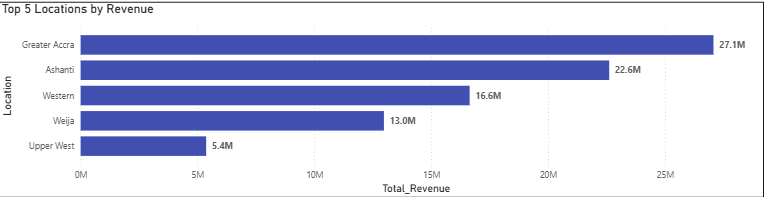 Top 5 Locations by Revenue
Location
Greater Accra 27.1M
Ashanti 22.6M
Western 16.6M
Weija 13.0M
Upper West 5.4M
0M 5M 10M 15M 20M 25M
Total_Revenue